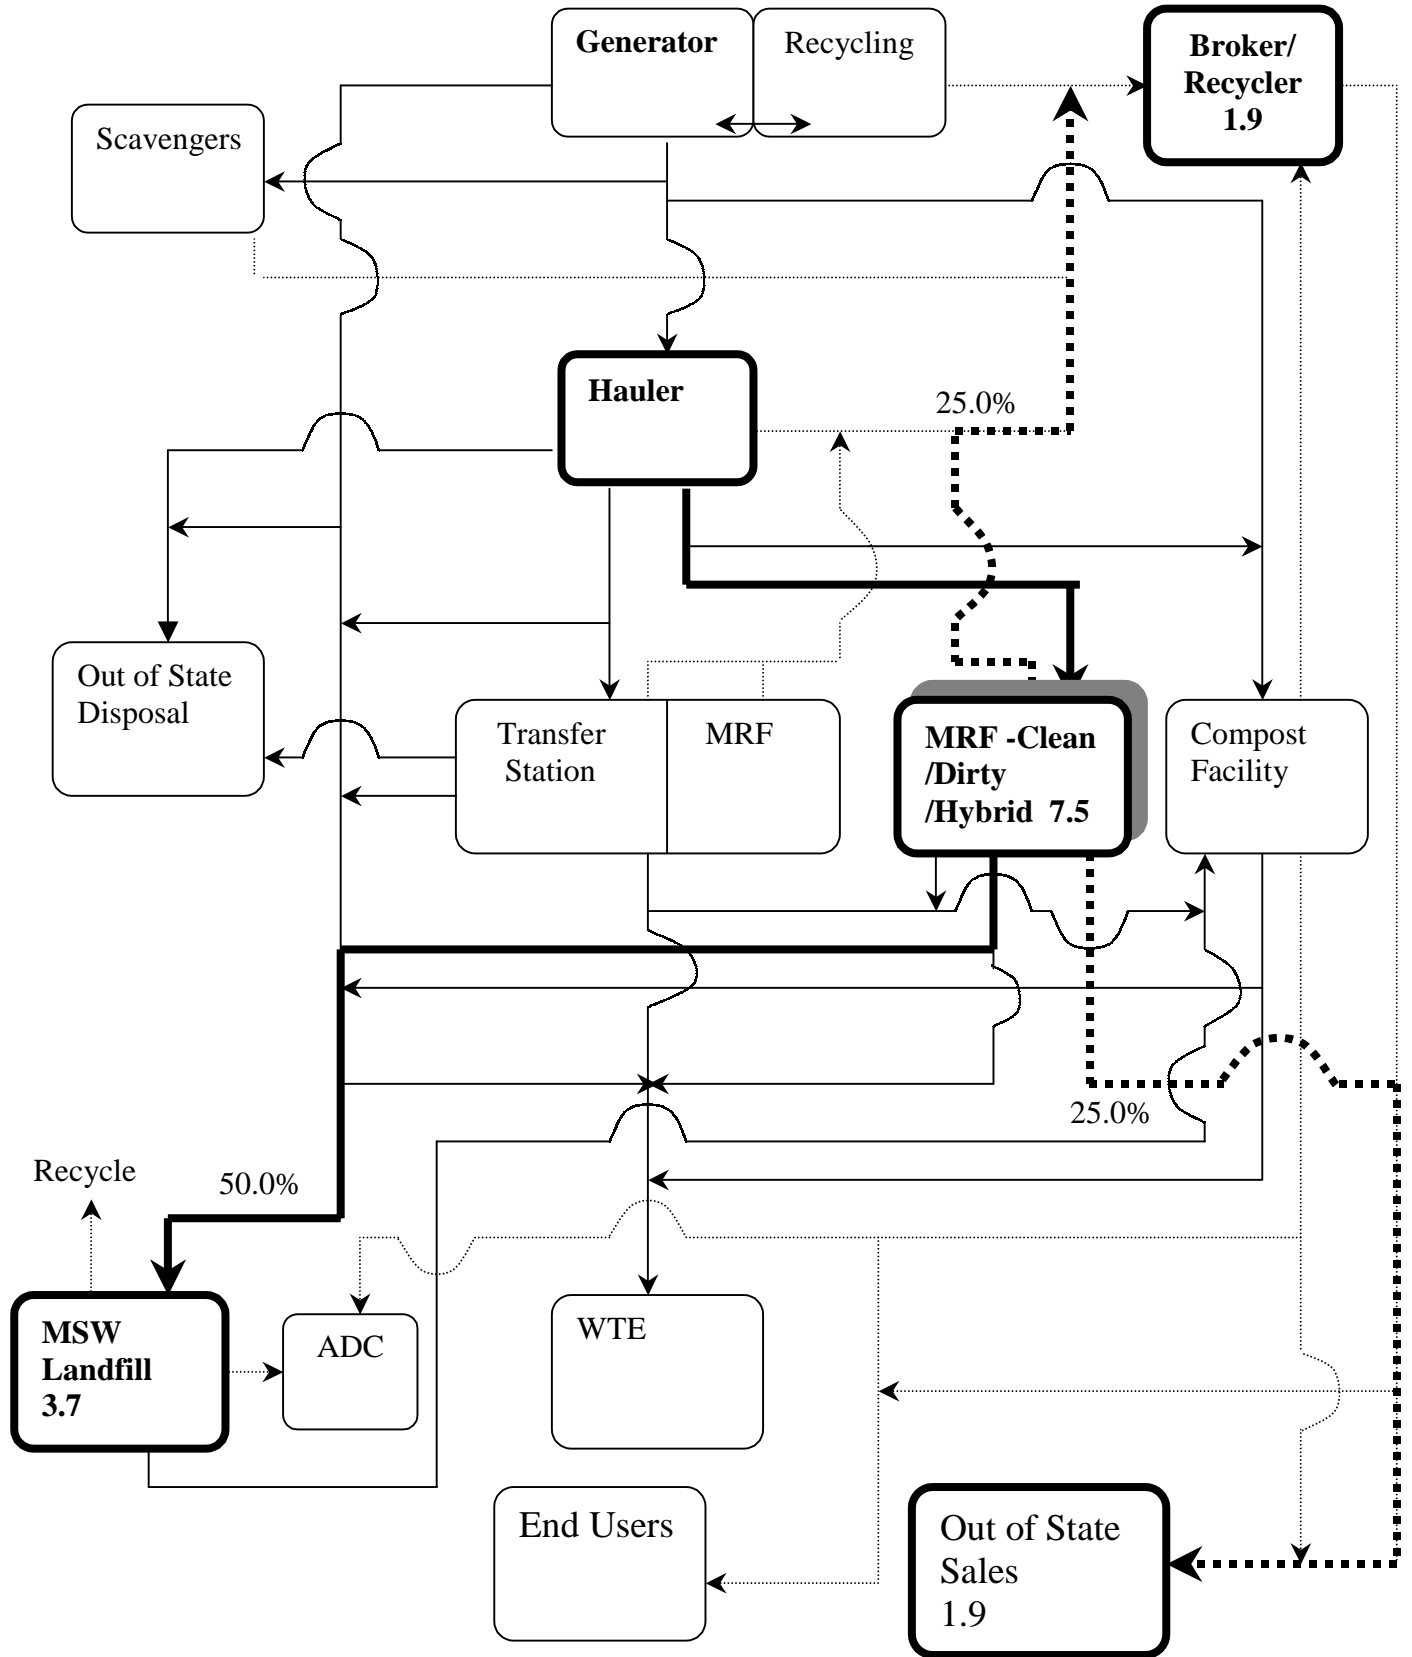 Generator
Recycling
Broker/
Recycler
1.9
Scavengers
Hauler
25.0%
Out of State
Disposal
Transfer
Station
MRF
MRF -Clean
/Dirty
/Hybrid 7.5
Compost
Facility
25.0%
Recycle
50.0%
MSW
Landfill
3.7
ADC
WTE
End Users
Out of State
Sales
1.9